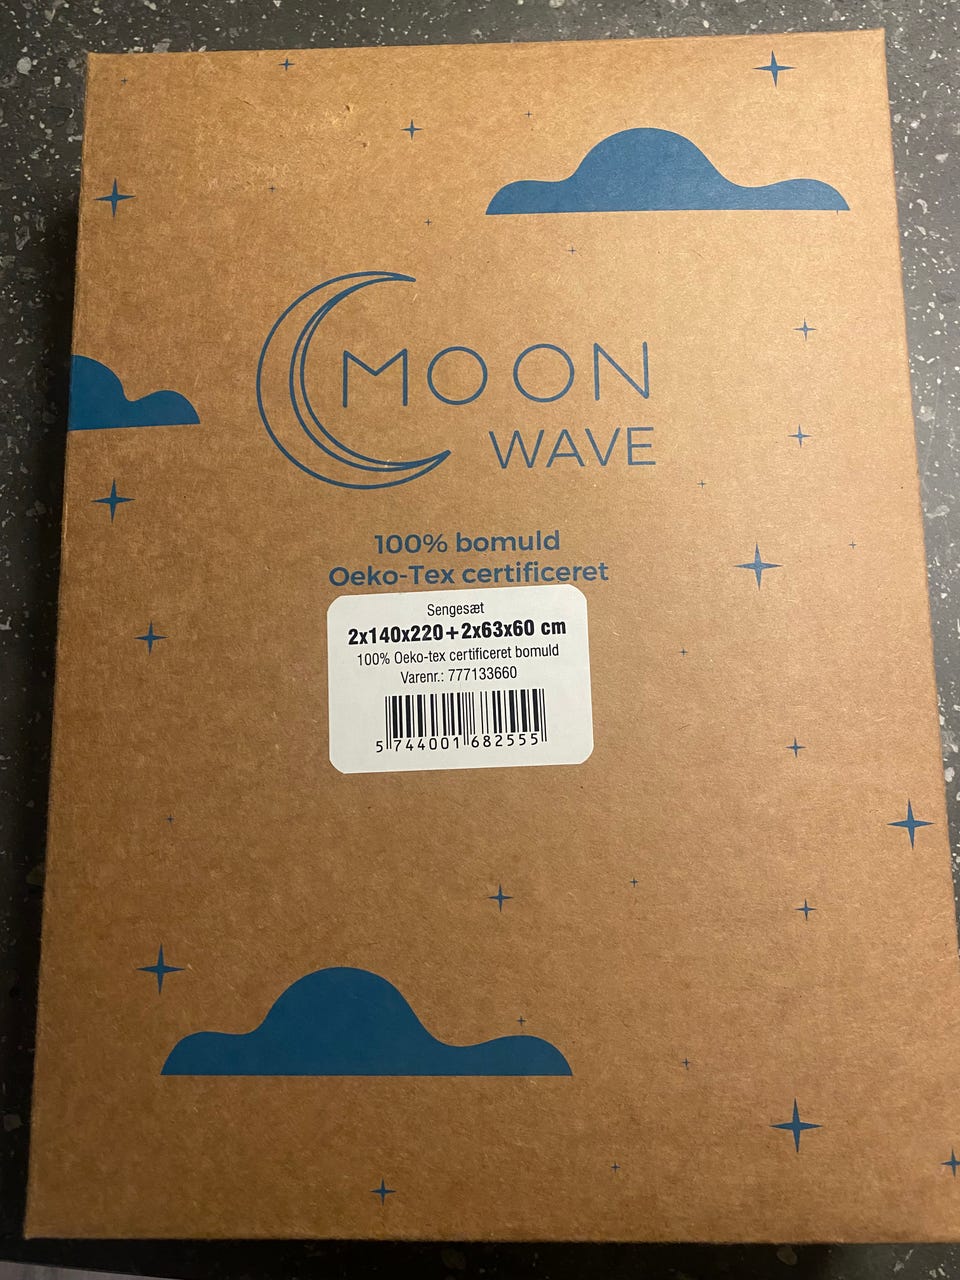 MOON
WAVE
100% bomuld
Oeko-Tex certificeret
Sengesæt
2x140x220+2x63x60 cm
100% Oeko-tex certificeret bomuld
Varenr.: 777133660
5 744001 682555